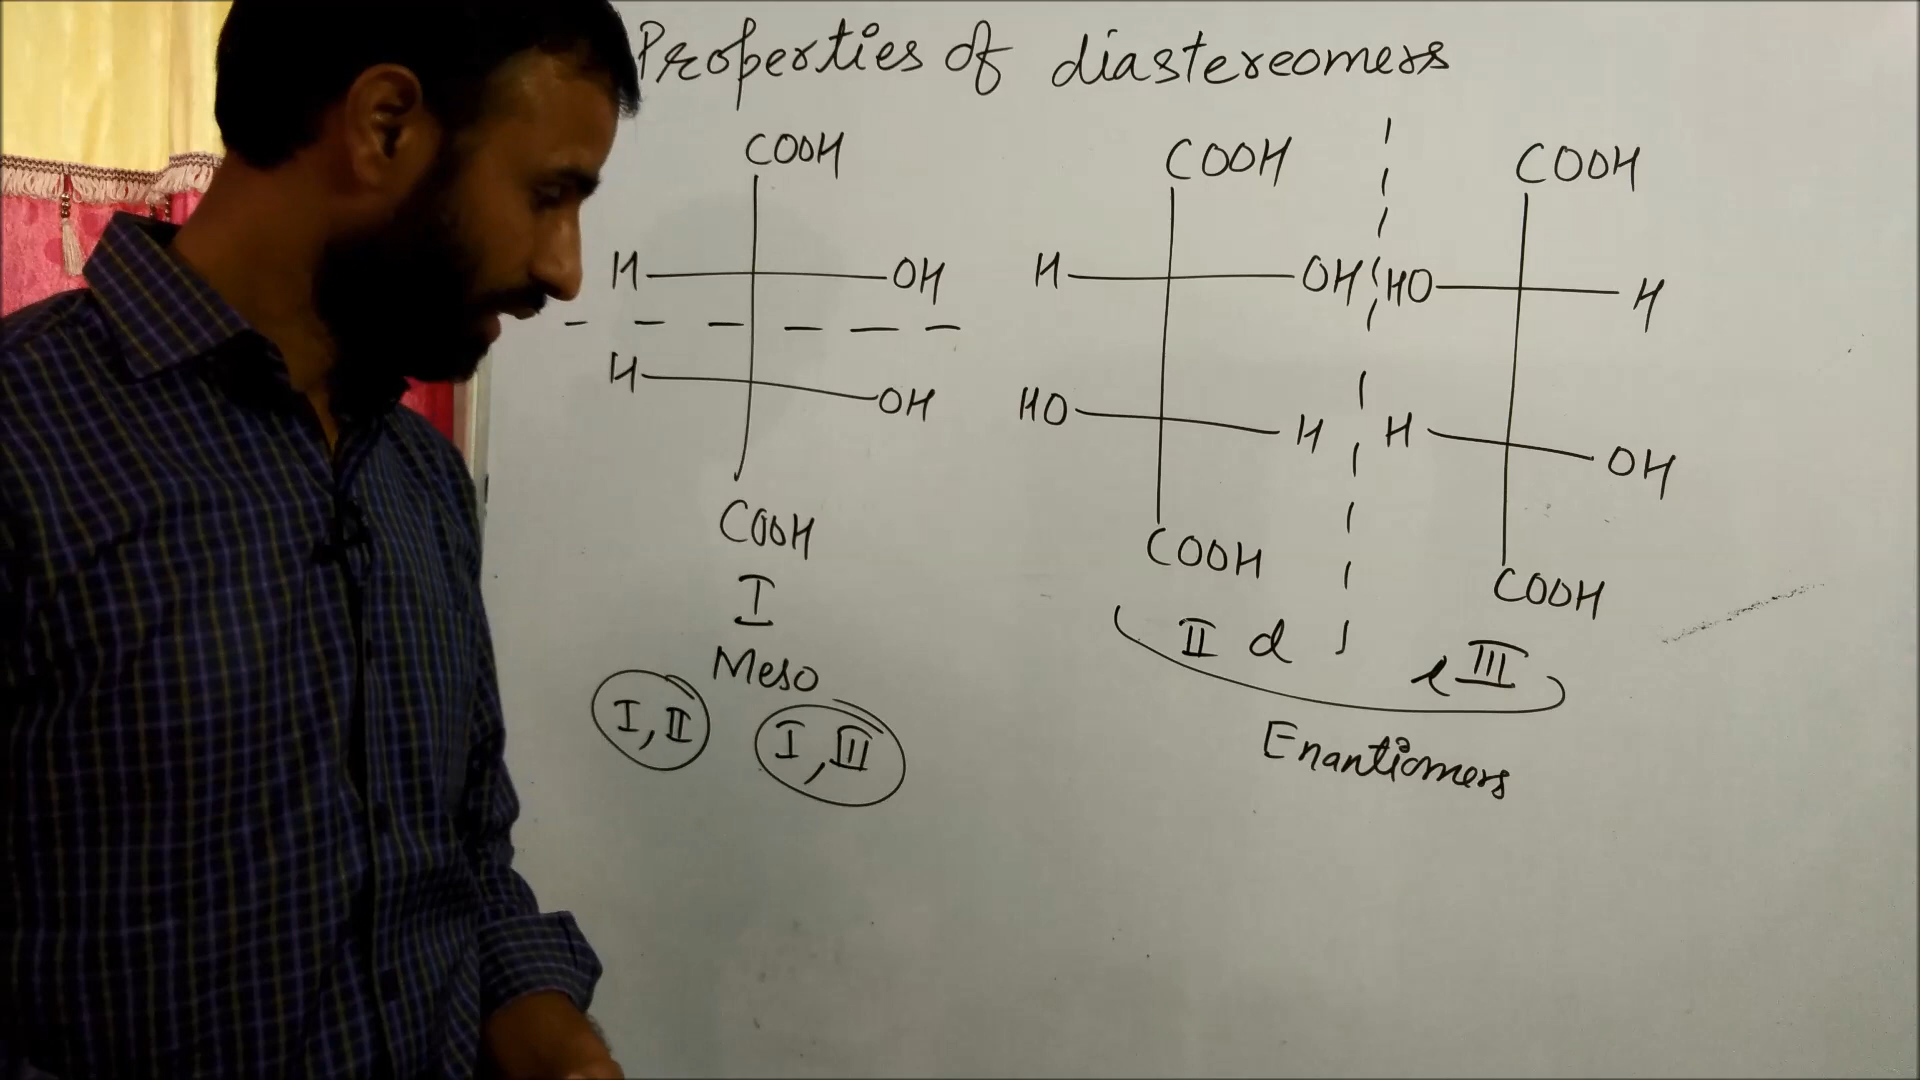 Properties of diastereomers
COOH COOH COOH
H OH H OH HO H
H OH HO H H OH
COOH COOH COOH
I II d l III
Meso
I, II I, III Enantiomers